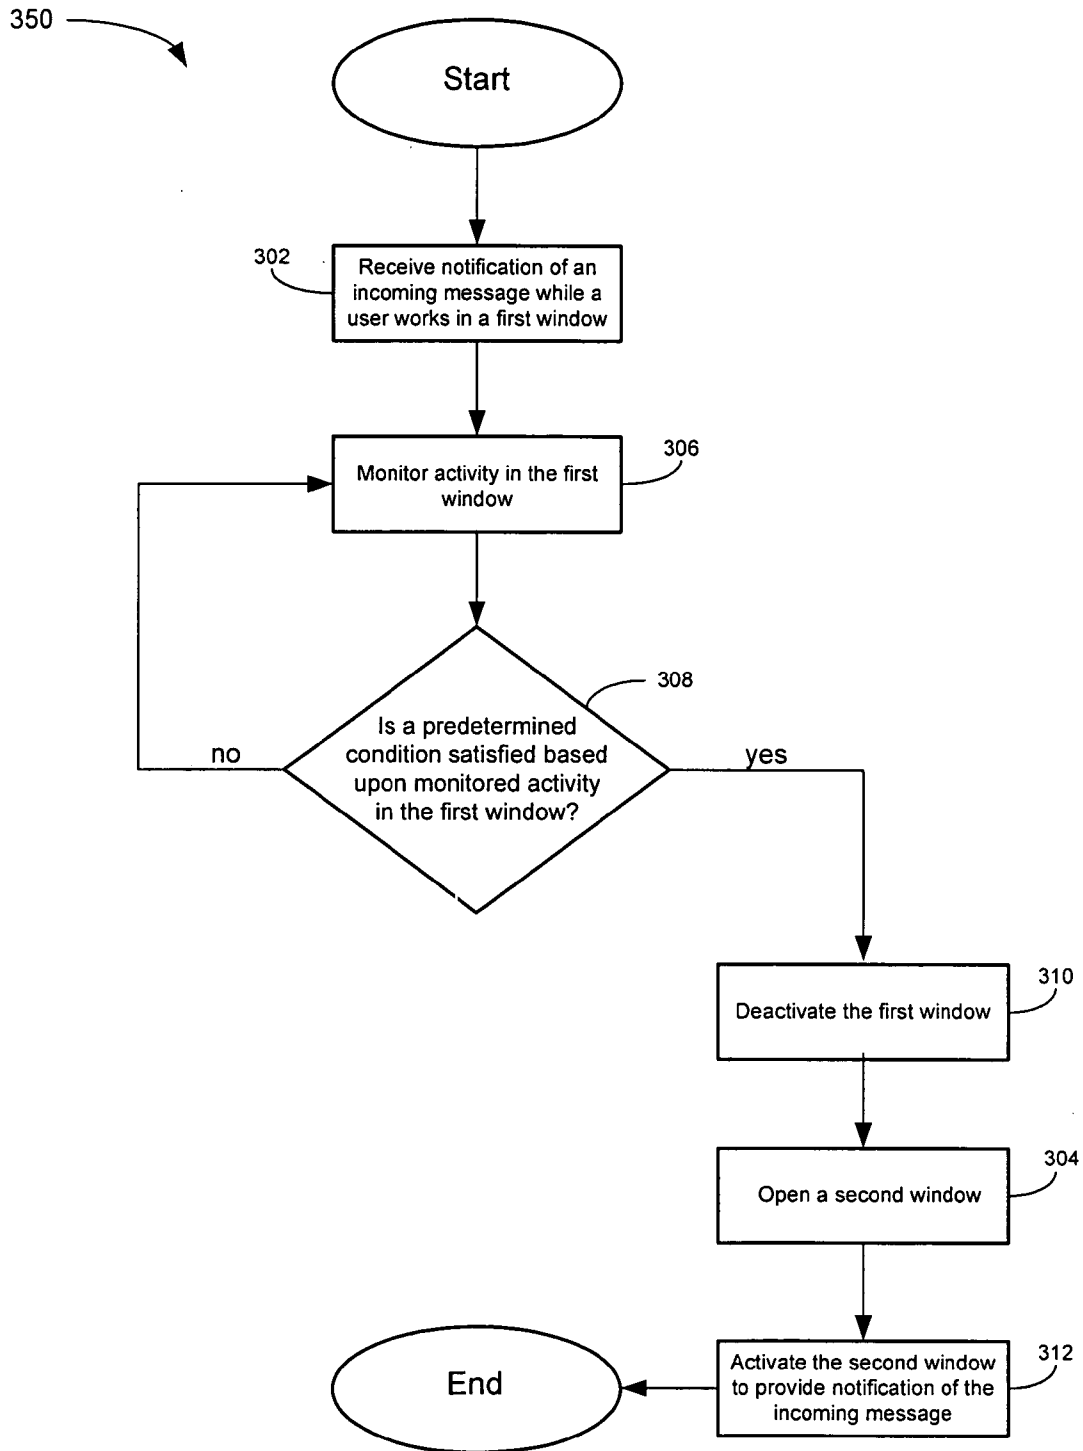 350
Start
302
Receive notification of an
incoming message while a
user works in a first window
306
Monitor activity in the first
window
308
Is a predetermined
condition satisfied based
upon monitored activity
in the first window?
no
yes
310
Deactivate the first window
304
Open a second window
312
Activate the second window
to provide notification of the
incoming message
End